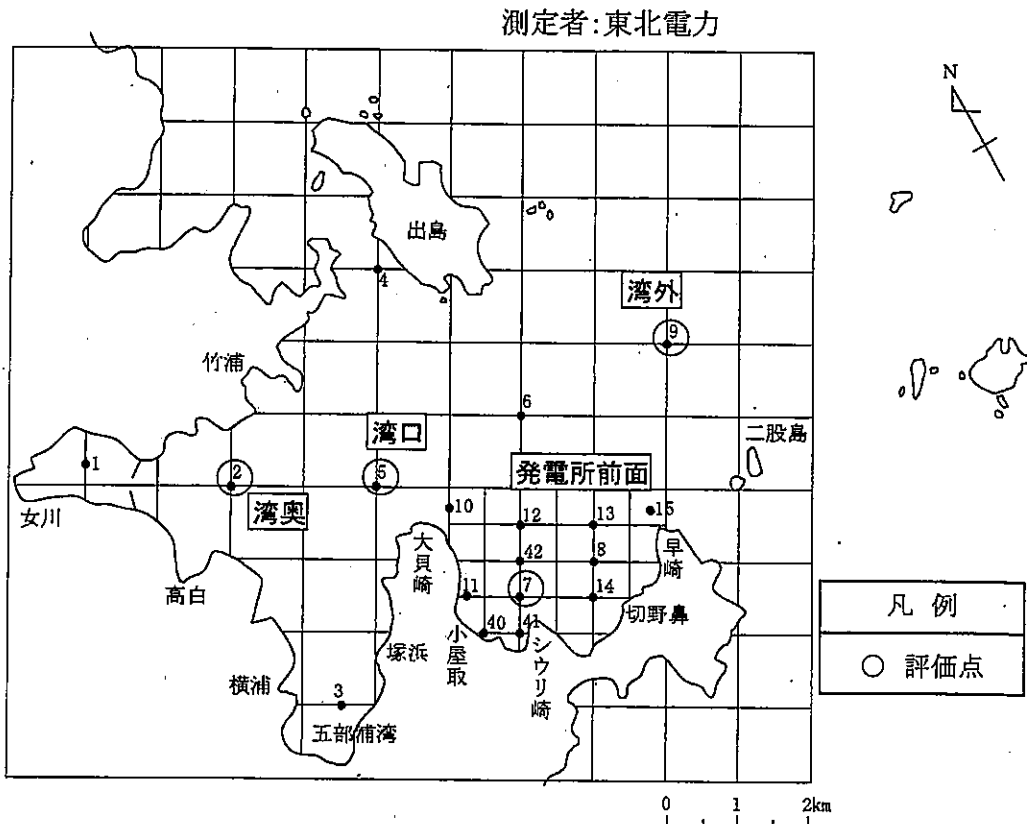 測定者:東北電力
N
出島
4
湾外
9
竹浦
6
湾口
二股島
1
2
5
発電所前面
女川
湾奥
10
12
13
15
大貝崎
42
8
早崎
高白
11
7
14
切野鼻
凡例
40
41
小屋取
シウリ崎
塚浜
○ 評価点
横浦
3
五部浦湾
0 1 2km